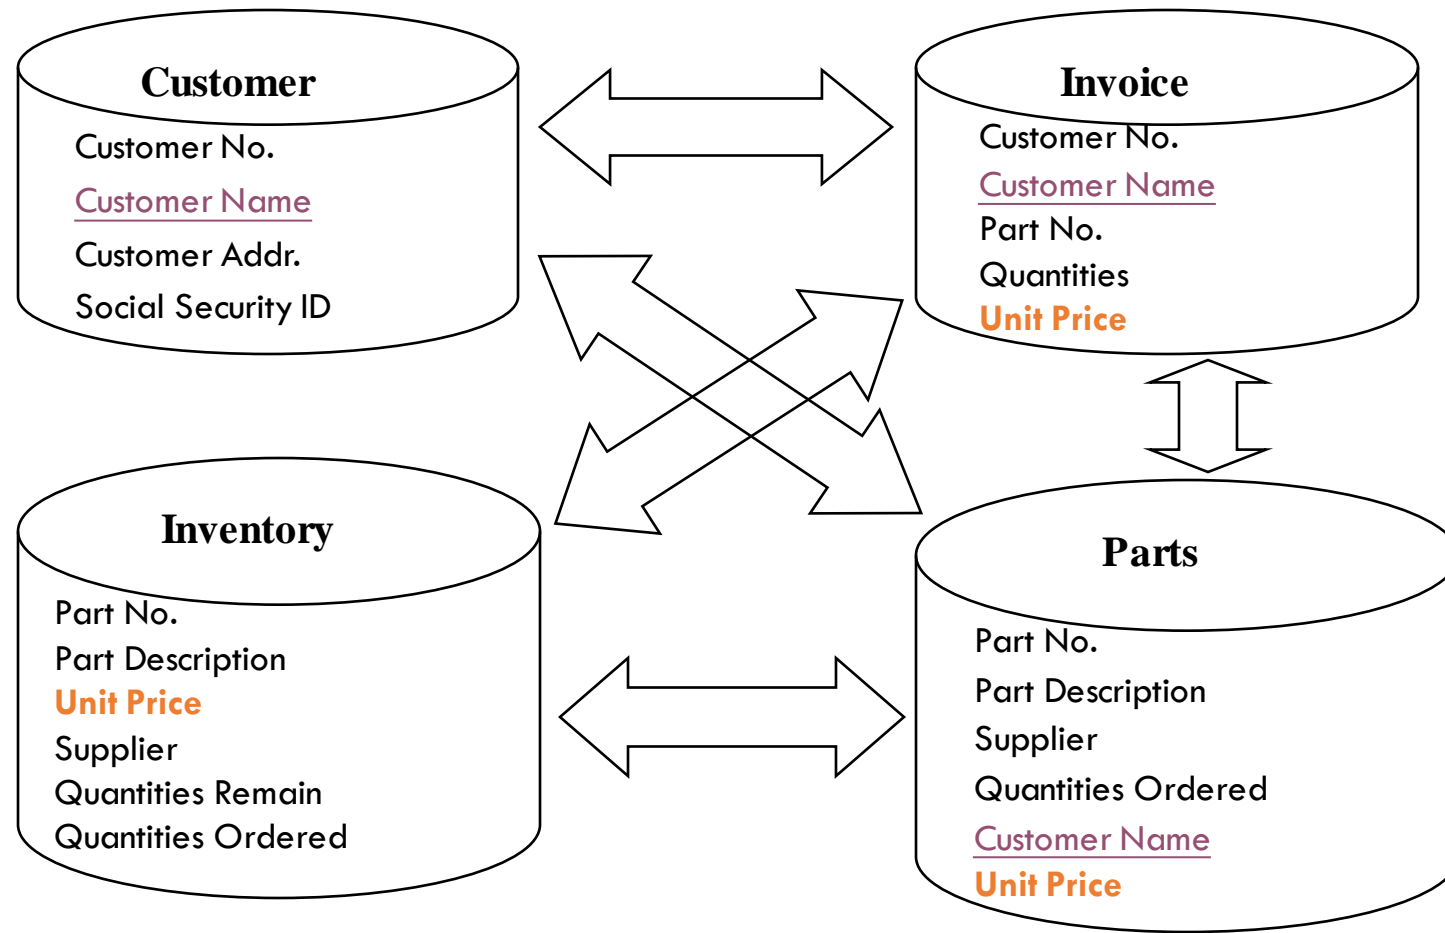 Customer
Customer No.
Customer Name
Customer Addr.
Social Security ID
Invoice
Customer No.
Customer Name
Part No.
Quantities
Unit Price
Inventory
Part No.
Part Description
Unit Price
Supplier
Quantities Remain
Quantities Ordered
Parts
Part No.
Part Description
Supplier
Quantities Ordered
Customer Name
Unit Price